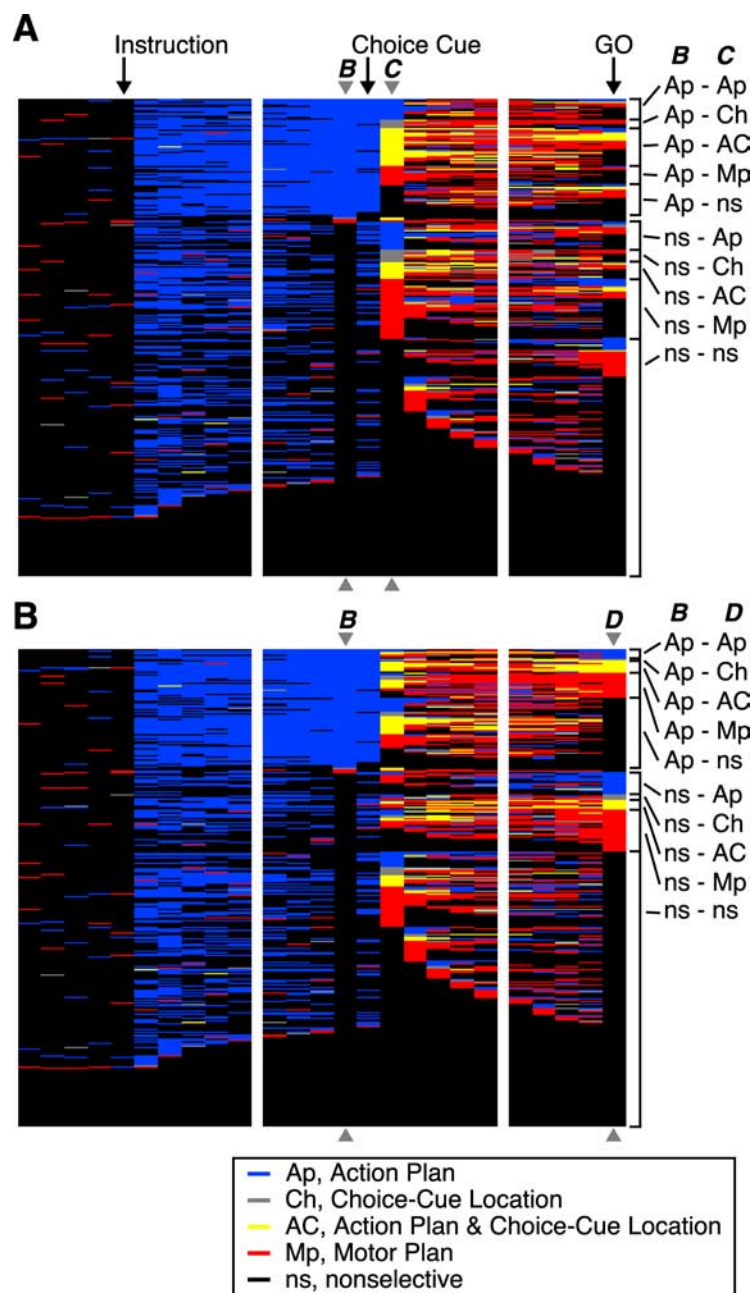 A
Instruction
Choice Cue
GO
B C
B C
Ap - Ap
Ap - Ch
Ap - AC
Ap - Mp
Ap - ns
ns - Ap
ns - Ch
ns - AC
ns - Mp
ns - ns
B
B
D
B D
Ap - Ap
Ap - Ch
Ap - AC
Ap - Mp
Ap - ns
ns - Ap
ns - Ch
ns - AC
ns - Mp
ns - ns
Ap, Action Plan
Ch, Choice-Cue Location
AC, Action Plan & Choice-Cue Location
Mp, Motor Plan
ns, nonselective